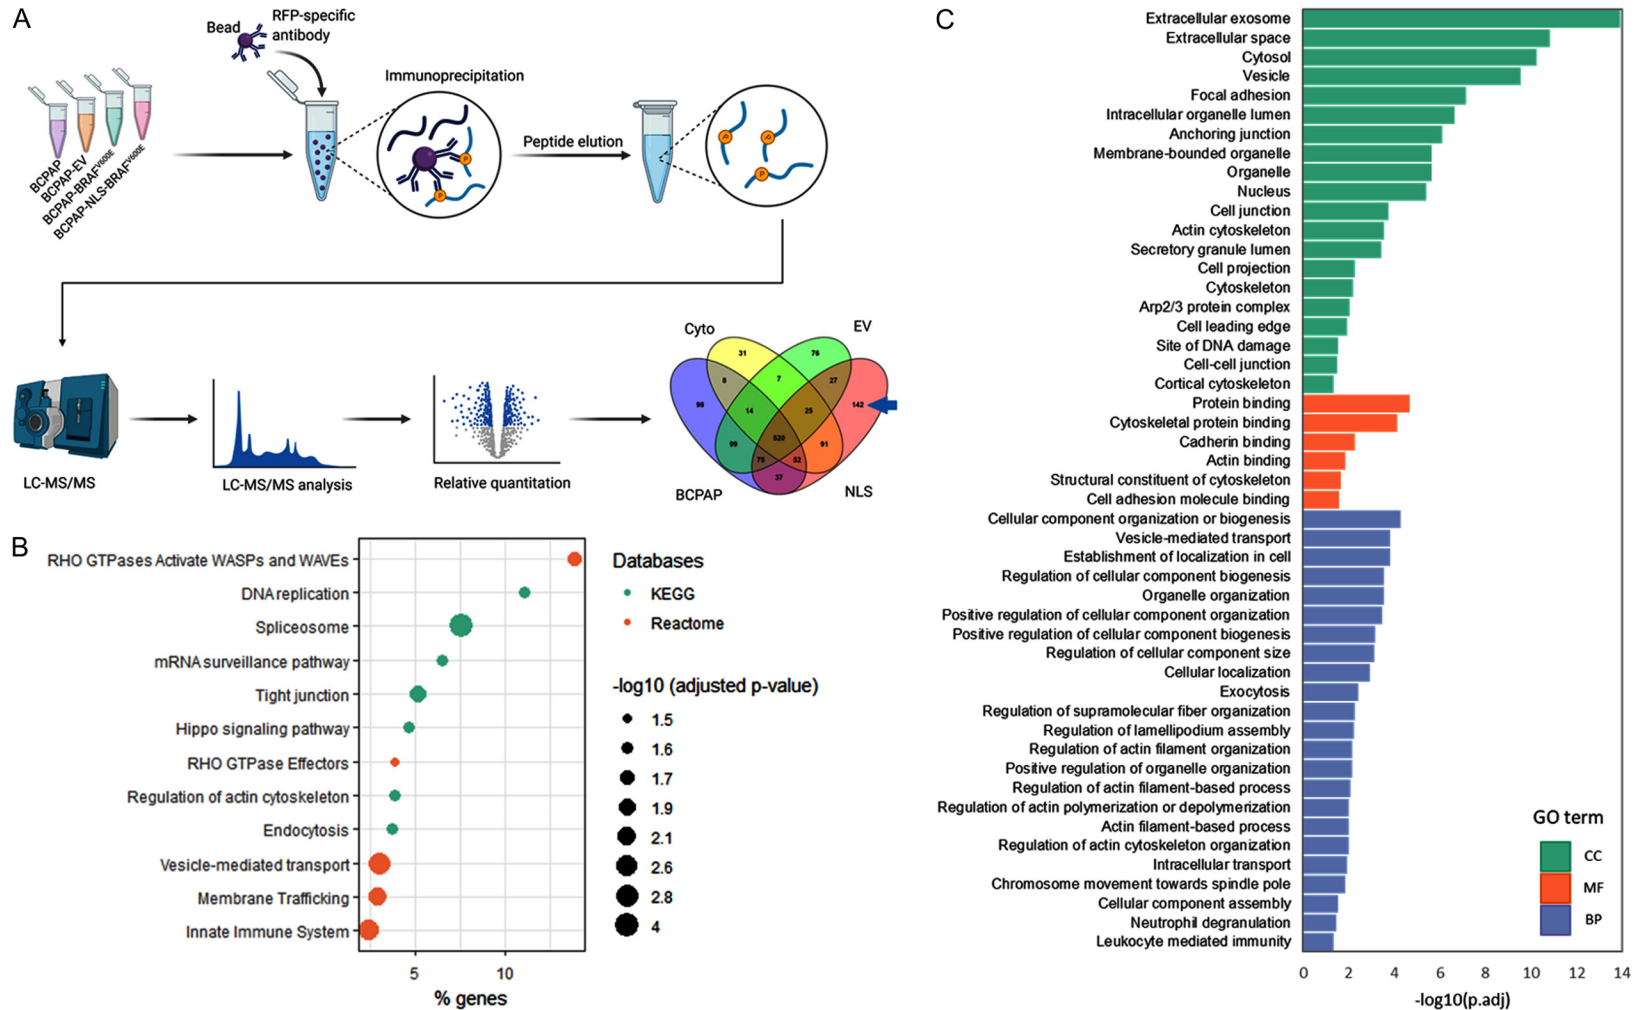 A
Bead
RFP-specific
antibody
Immunoprecipitation
P
P
Peptide elution
P
P
P
BCPAP
BCPAP-EV
BCPAP-BRAFV600E
BCPAP-NLS-BRAFV600E
LC-MS/MS
LC-MS/MS analysis
Relative quantitation
Cyto
EV
31
76
8
7
27
98
14
25
142
99
520
91
75
52
37
BCPAP
NLS
B
RHO GTPases Activate WASPs and WAVEs
DNA replication
Spliceosome
mRNA surveillance pathway
Tight junction
Hippo signaling pathway
RHO GTPase Effectors
Regulation of actin cytoskeleton
Endocytosis
Vesicle-mediated transport
Membrane Trafficking
Innate Immune System
5 10
% genes
Databases
KEGG
Reactome
-log10 (adjusted p-value)
1.5
1.6
1.7
1.9
2.1
2.6
2.8
4
C
Extracellular exosome
Extracellular space
Cytosol
Vesicle
Focal adhesion
Intracellular organelle lumen
Anchoring junction
Membrane-bounded organelle
Organelle
Nucleus
Cell junction
Actin cytoskeleton
Secretory granule lumen
Cell projection
Cytoskeleton
Arp2/3 protein complex
Cell leading edge
Site of DNA damage
Cell-cell junction
Cortical cytoskeleton
Protein binding
Cytoskeletal protein binding
Cadherin binding
Actin binding
Structural constituent of cytoskeleton
Cell adhesion molecule binding
Cellular component organization or biogenesis
Vesicle-mediated transport
Establishment of localization in cell
Regulation of cellular component biogenesis
Organelle organization
Positive regulation of cellular component organization
Positive regulation of cellular component biogenesis
Regulation of cellular component size
Cellular localization
Exocytosis
Regulation of supramolecular fiber organization
Regulation of lamellipodium assembly
Regulation of actin filament organization
Positive regulation of organelle organization
Regulation of actin filament-based process
Regulation of actin polymerization or depolymerization
Actin filament-based process
Regulation of actin cytoskeleton organization
Intracellular transport
Chromosome movement towards spindle pole
Cellular component assembly
Neutrophil degranulation
Leukocyte mediated immunity
0 2 4 6 8 10 12 14
-log10(p.adj)
GO term
CC
MF
BP